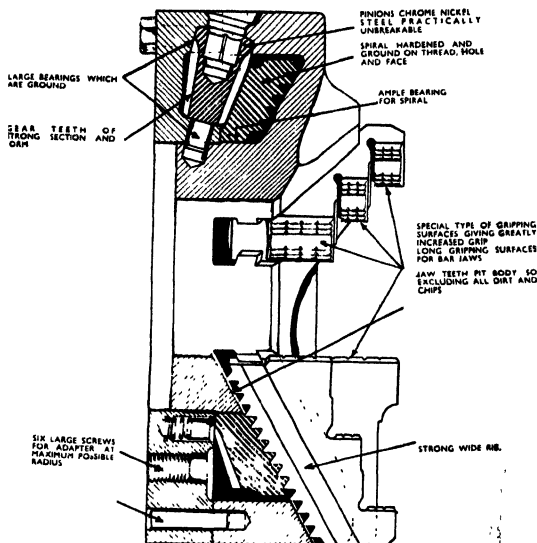 PINIONS CHROME NICKEL
STEEL PRACTICALLY
UNBREAKABLE
SPIRAL HARDENED AND
GROUND ON THREAD, HOLE
AND FACE
LARGE BEARINGS WHICH
ARE GROUND
AMPLE BEARING
FOR SPIRAL
GEAR TEETH OF
STRONG SECTION AND
FORM
SPECIAL TYPE OF GRIPPING
SURFACES GIVING GREATLY
INCREASED GRIP
LONG GRIPPING SURFACES
FOR BAR JAWS
JAW TEETH PIT BODY SO
EXCLUDING ALL DIRT AND
CHIPS
SIX LARGE SCREWS
FOR ADAPTER AT
MAXIMUM POSSIBLE
RADIUS
STRONG WIDE RIB.